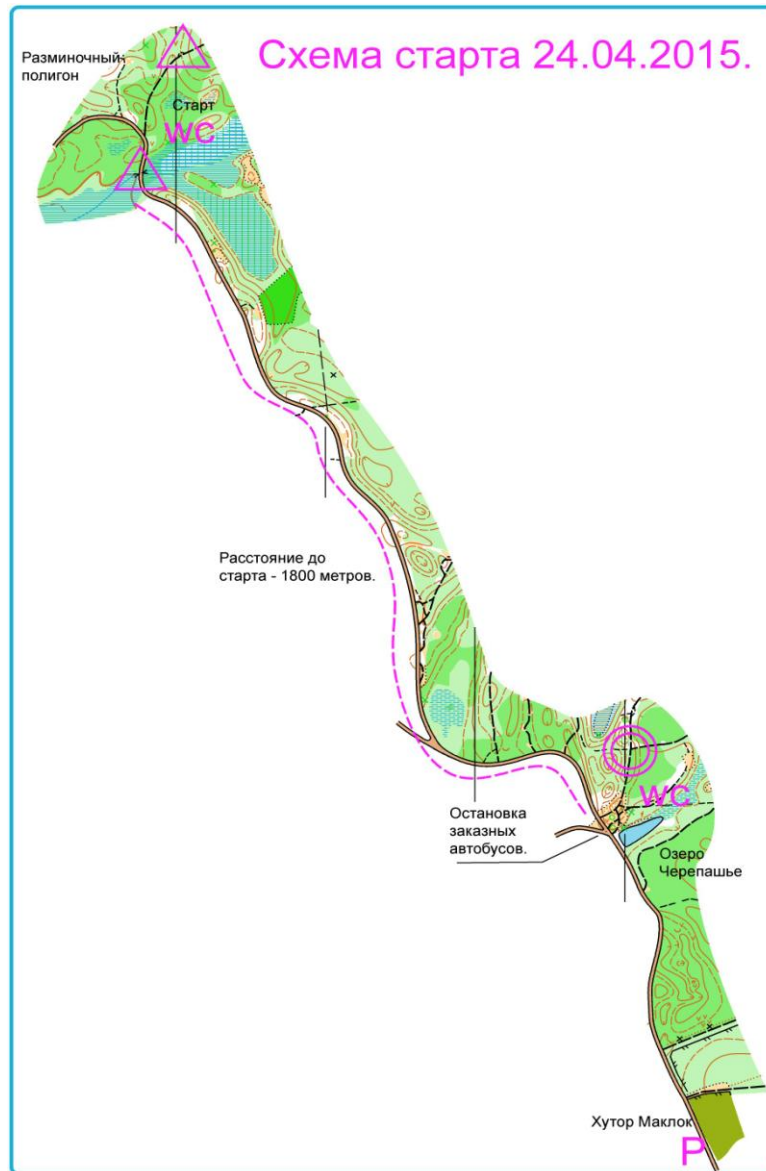 Схема старта 24.04.2015.
Разминочный
полигон
Старт
WC
Расстояние до
старта - 1800 метров.
WC
Остановка
заказных
автобусов.
Озеро
Черепашье
Хутор Маклок
P